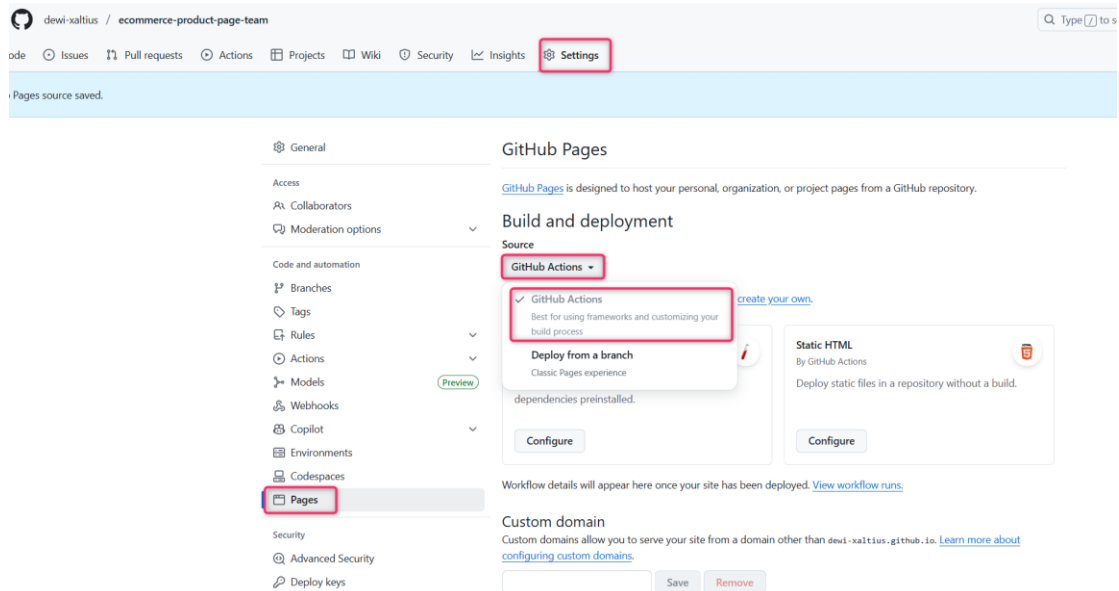 dewi-xaltius / ecommerce-product-page-team
Type / to s
ode Issues Pull requests Actions Projects Wiki Security Insights Settings
Pages source saved.
General
Access
Collaborators
Moderation options
Code and automation
Branches
Tags
Rules
Actions
Models Preview
Webhooks
Copilot
Environments
Codespaces
Pages
Security
Advanced Security
Deploy keys
GitHub Pages
GitHub Pages is designed to host your personal, organization, or project pages from a GitHub repository.
Build and deployment
Source
GitHub Actions
GitHub Actions
Best for using frameworks and customizing your
build process
Deploy from a branch
Classic Pages experience
create your own.
dependencies preinstalled.
Configure
Static HTML
By GitHub Actions
Deploy static files in a repository without a build.
Configure
Workflow details will appear here once your site has been deployed. View workflow runs.
Custom domain
Custom domains allow you to serve your site from a domain other than dewi-xaltius.github.io. Learn more about
configuring custom domains.
Save Remove